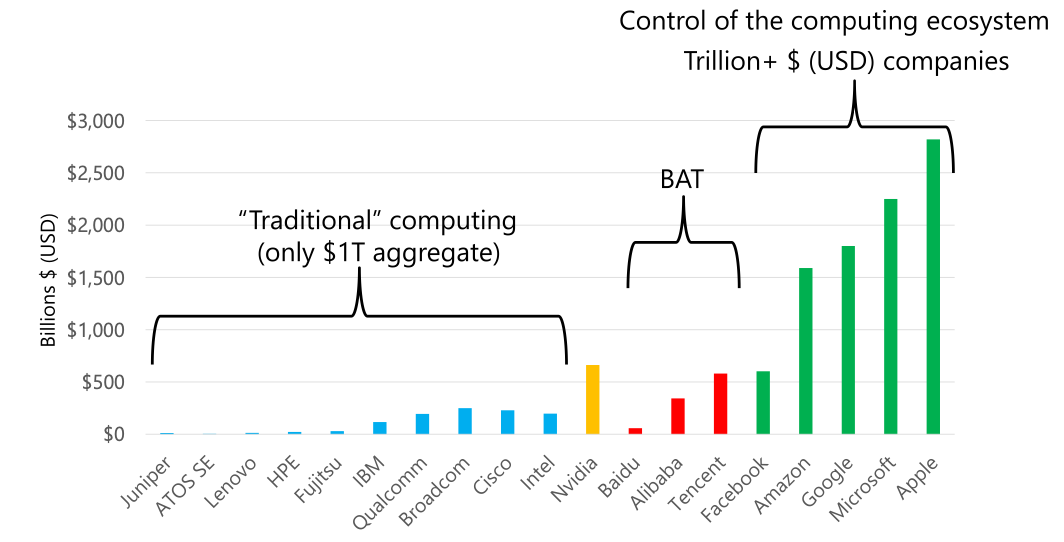 Control of the computing ecosystem
Trillion+ $ (USD) companies
BAT
“Traditional” computing
(only $1T aggregate)
Billions $ (USD)
$3,000
$2,500
$2,000
$1,500
$1,000
$500
$0
Juniper
ATOS SE
Lenovo
HPE
Fujitsu
IBM
Qualcomm
Broadcom
Cisco
Intel
Nvidia
Baidu
Alibaba
Tencent
Facebook
Amazon
Google
Microsoft
Apple